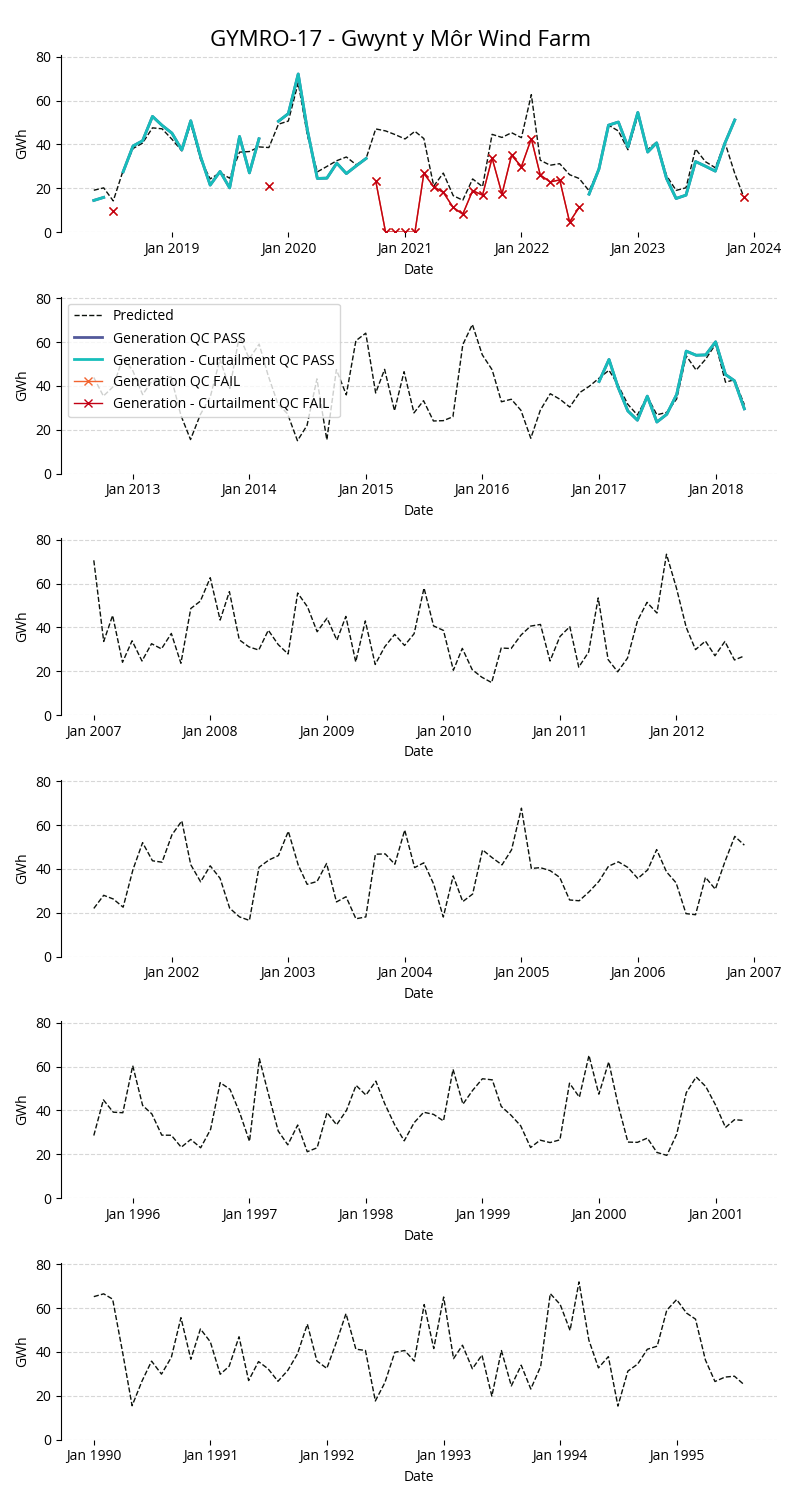 GYMRO-17 - Gwynt y Môr Wind Farm
80
60
40
20
0
GWh
Jan 2019 Jan 2020 Jan 2021 Jan 2022 Jan 2023 Jan 2024
Date
80
60
40
20
0
GWh
Predicted
Generation QC PASS
Generation - Curtailment QC PASS
Generation QC FAIL
Generation - Curtailment QC FAIL
Jan 2013 Jan 2014 Jan 2015 Jan 2016 Jan 2017 Jan 2018
Date
80
60
40
20
0
GWh
Jan 2007 Jan 2008 Jan 2009 Jan 2010 Jan 2011 Jan 2012
Date
80
60
40
20
0
GWh
Jan 2002 Jan 2003 Jan 2004 Jan 2005 Jan 2006 Jan 2007
Date
80
60
40
20
0
GWh
Jan 1996 Jan 1997 Jan 1998 Jan 1999 Jan 2000 Jan 2001
Date
80
60
40
20
0
GWh
Jan 1990 Jan 1991 Jan 1992 Jan 1993 Jan 1994 Jan 1995
Date